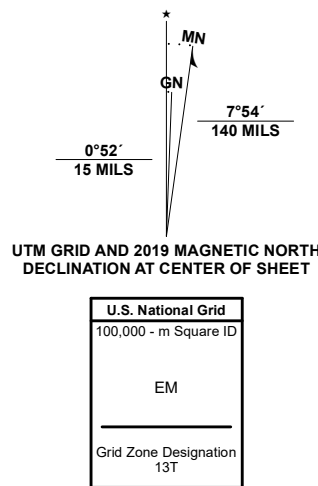 ★
MN
GN
7°54´
140 MILS
0°52´
15 MILS
UTM GRID AND 2019 MAGNETIC NORTH
DECLINATION AT CENTER OF SHEET
U.S. National Grid
100,000 - m Square ID
EM
Grid Zone Designation
13T